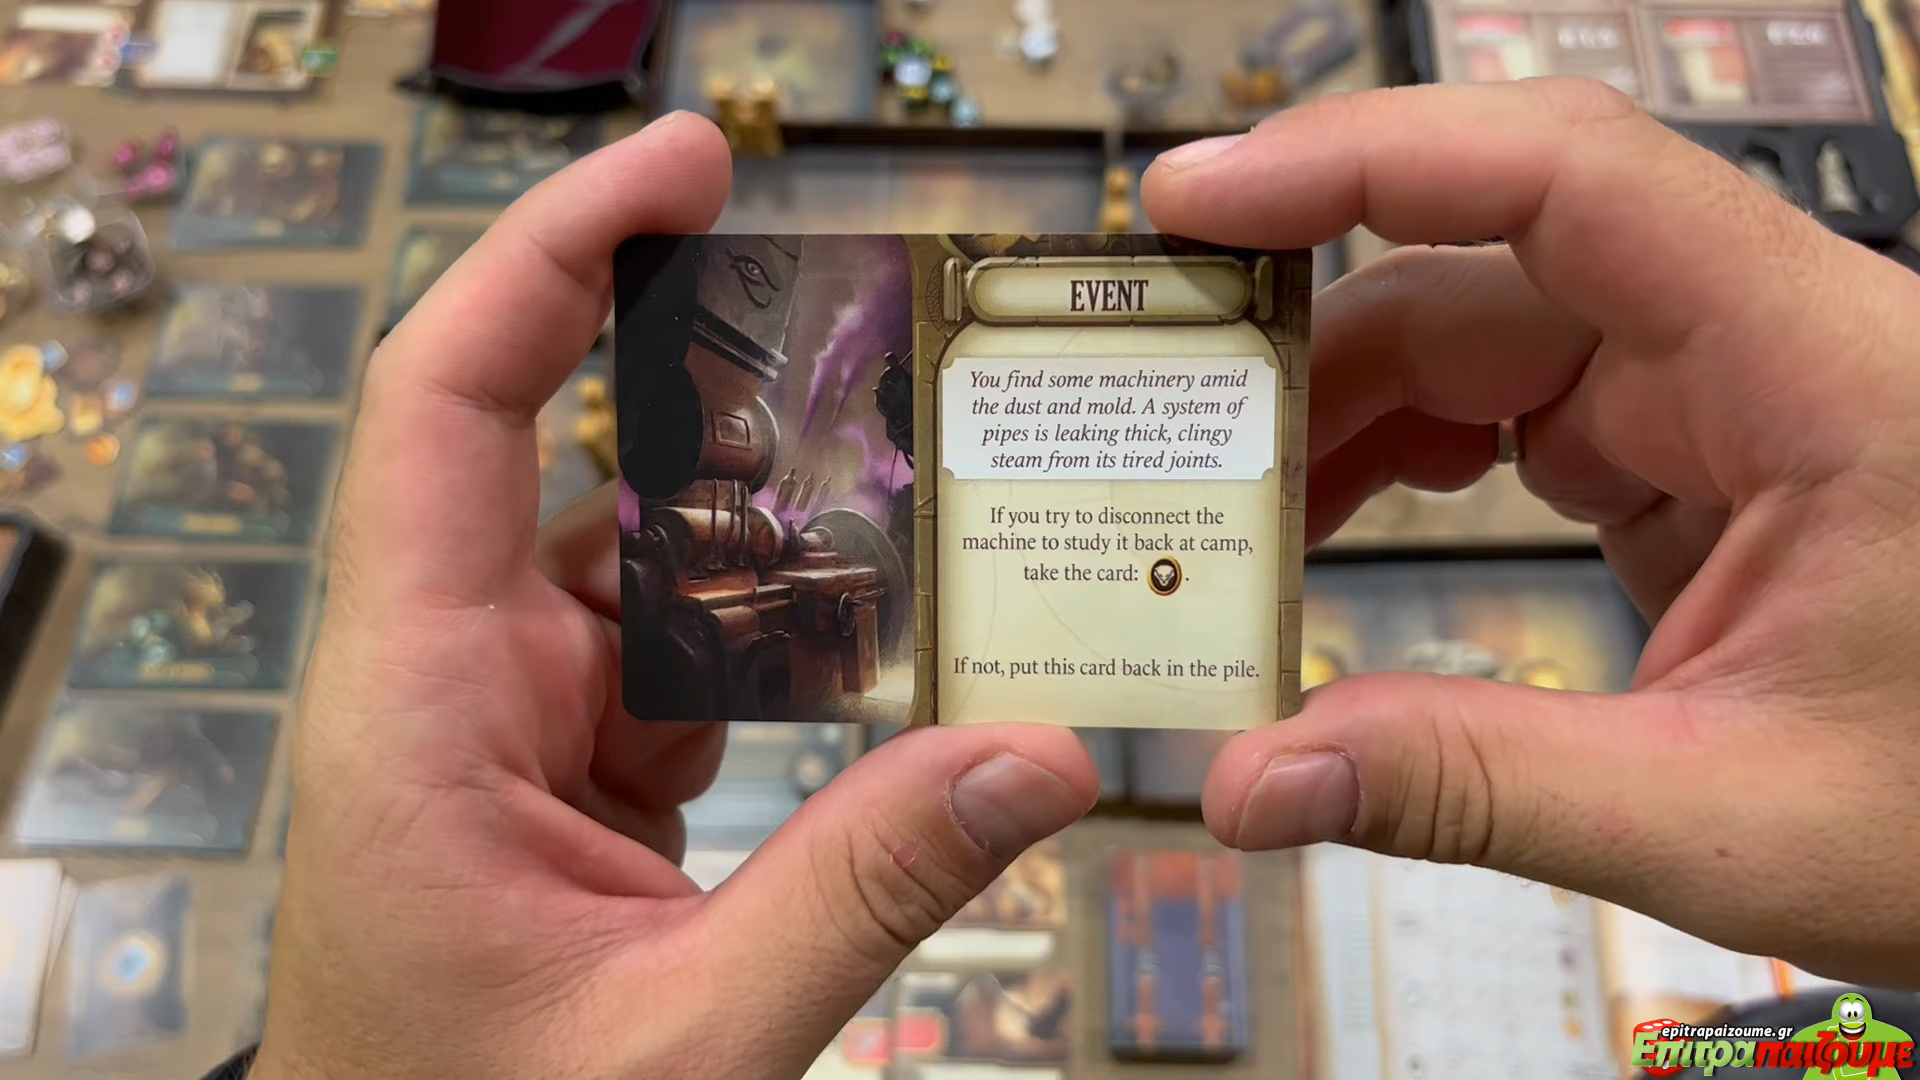 EVENT
You find some machinery amid
the dust and mold. A system of
pipes is leaking thick, clingy
steam from its tired joints.
If you try to disconnect the
machine to study it back at camp,
take the card: .
If not, put this card back in the pile.
epitrapaizoume.gr
Επιτραπαίζουμε